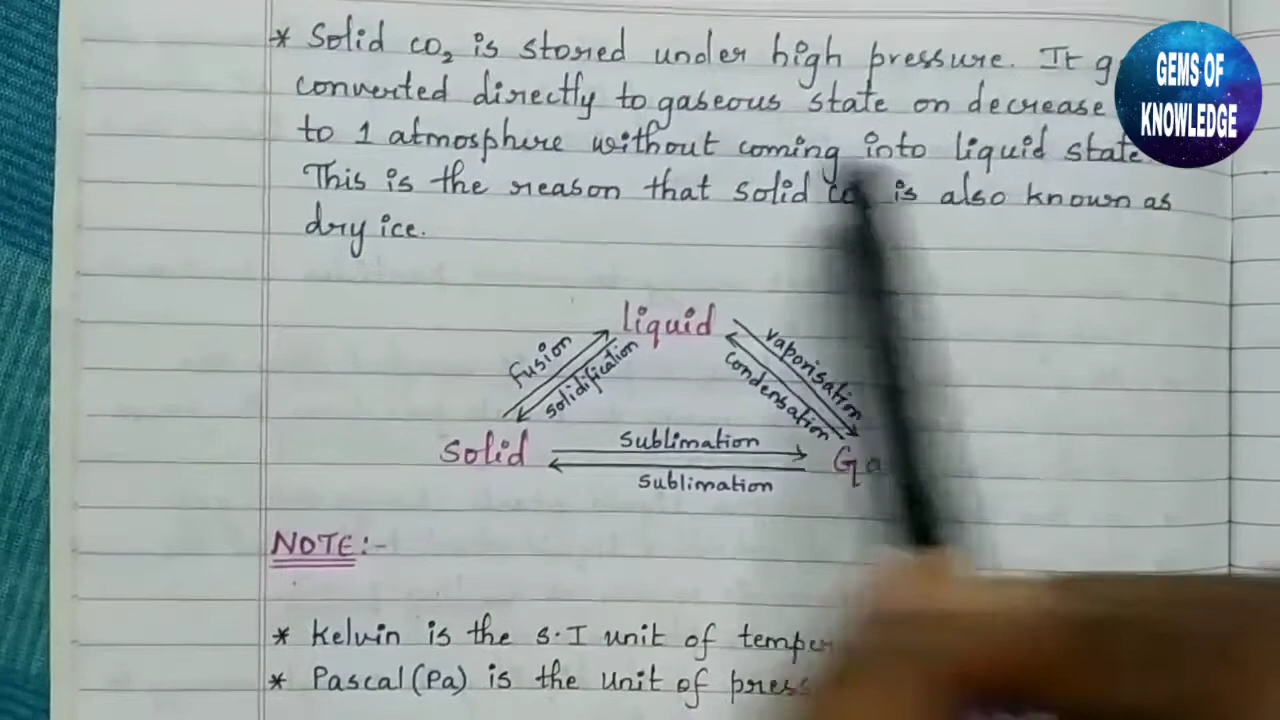 * Solid CO₂ is stored under high pressure. It
converted directly to gaseous state on decrease
to 1 atmosphere without coming into liquid state
This is the reason that solid is also known as
dry ice.
liquid
fusion
solidification
vaporisation
condensation
Solid
sublimation
sublimation
NOTE:-
* Kelvin is the S.I unit of
* Pascal (Pa) is the unit of
GEMS OF
KNOWLEDGE